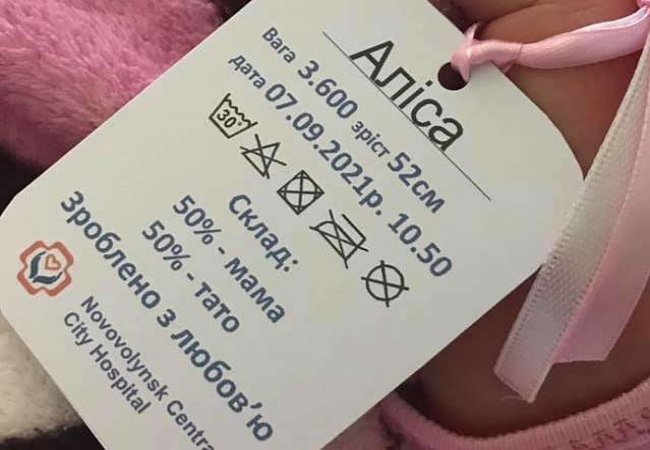 Аліса
Вага 3.600 зріст 52см
дата 07.09.2021р. 10.50
30°
Склад:
50% - мама
50% - тато
Зроблено з любов'ю
Novovolynsk Central
City Hospital